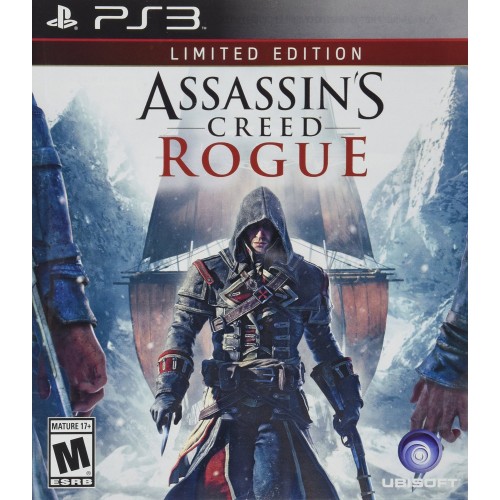 PS3
LIMITED EDITION
ASSASSIN'S
CREED
ROGUE
MATURE 17+
M
ESRB
UBISOFT